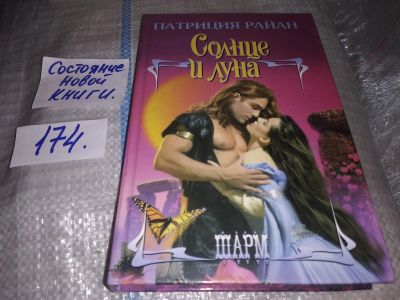 Состояние
новой
книги.
174.
ПАТРИЦИЯ РАЙАН
Солнце
и луна
ШАРМ